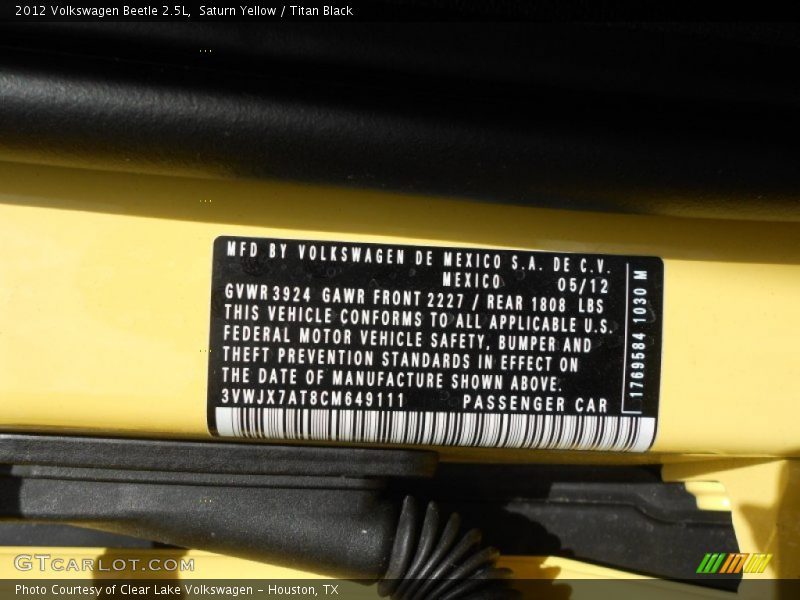 2012 Volkswagen Beetle 2.5L, Saturn Yellow / Titan Black
MFD BY VOLKSWAGEN DE MEXICO S.A. DE C.V.
MEXICO 05/12
GVWR 3924 GAWR FRONT 2227 / REAR 1808 LBS
THIS VEHICLE CONFORMS TO ALL APPLICABLE U.S.
FEDERAL MOTOR VEHICLE SAFETY, BUMPER AND
THEFT PREVENTION STANDARDS IN EFFECT ON
THE DATE OF MANUFACTURE SHOWN ABOVE.
3VWJX7AT8CM649111 PASSENGER CAR
1769584 1030 M
GTCARLOT.COM
Photo Courtesy of Clear Lake Volkswagen - Houston, TX